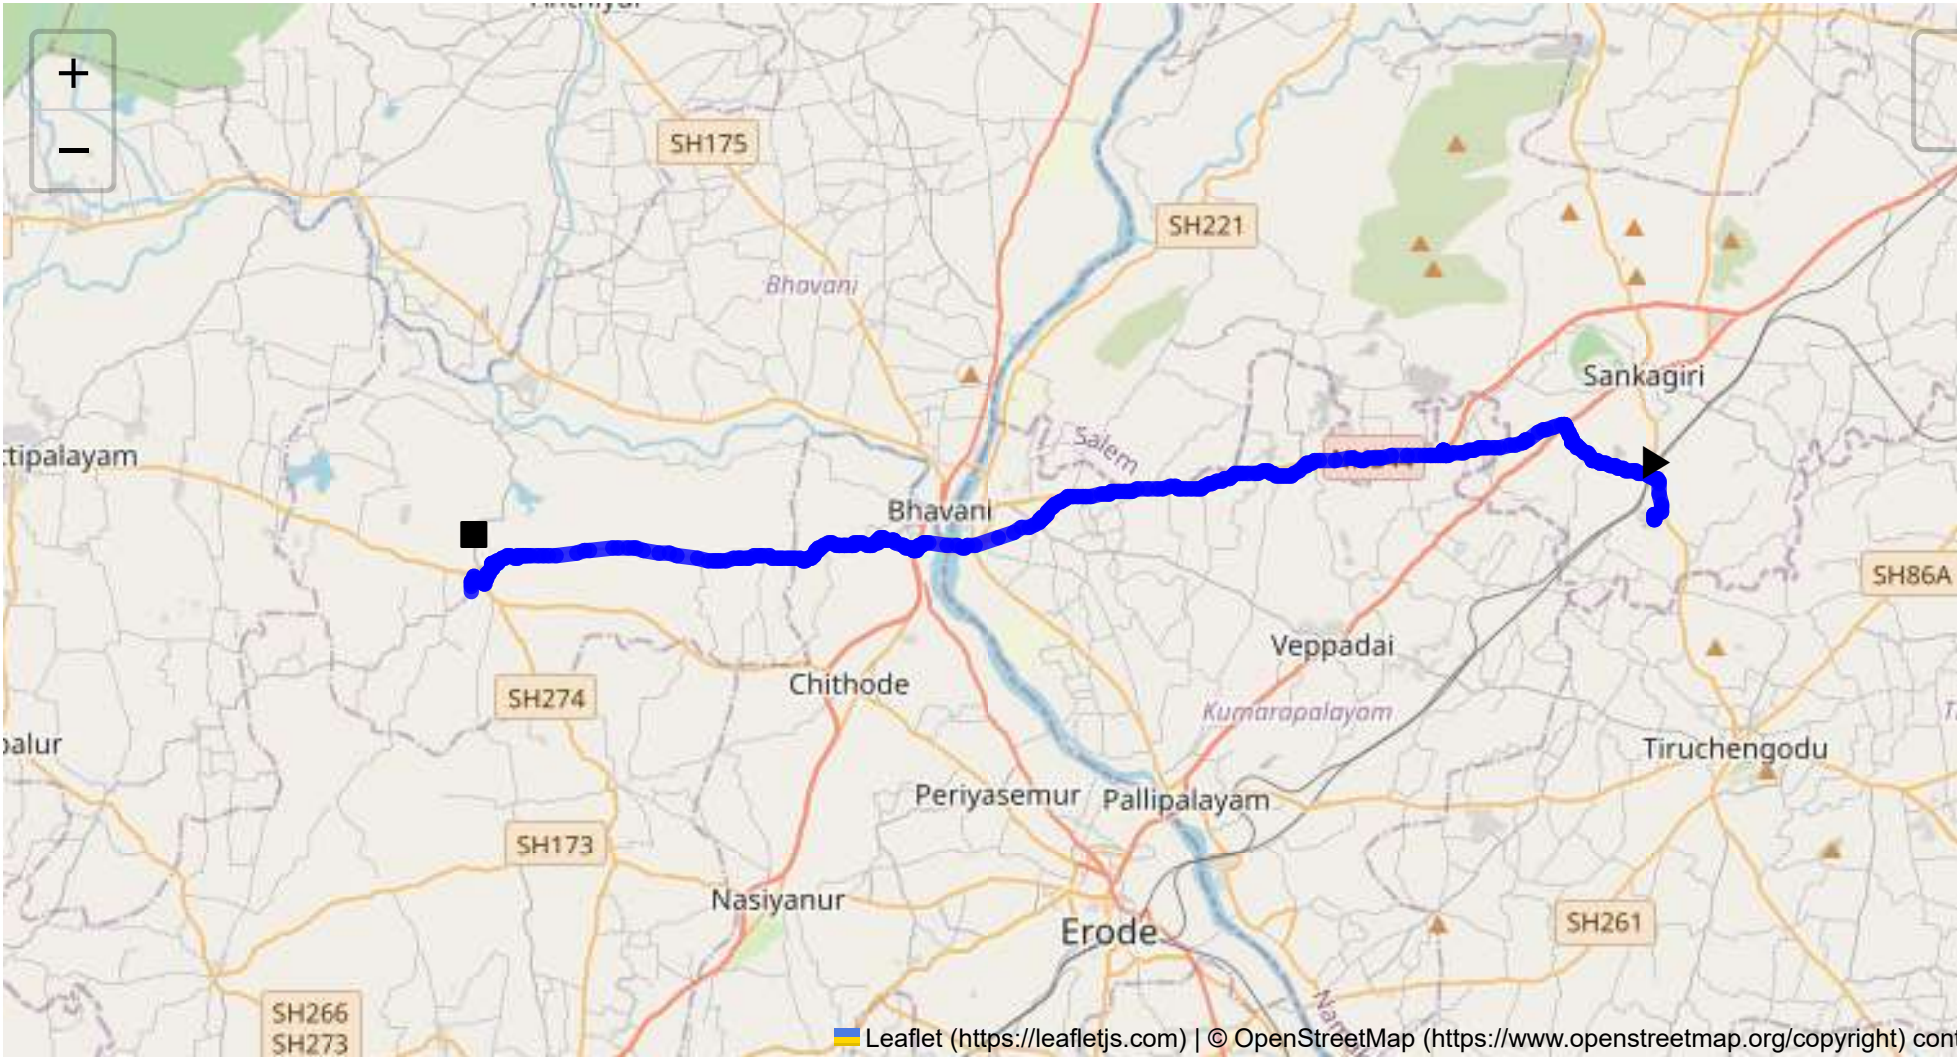 +
SH175
−
SH221
Bhavani
Sankagiri
Salem
tipalayam
Bhavani
SH86A
Veppadai
Chithode
SH274
Kumarapalayam
palur
Tiruchengodu
Periyasemur
Pallipalayam
SH173
Nasiyanur
Erode
SH261
SH266
SH273
Leaflet (https://leafletjs.com) | © OpenStreetMap (https://www.openstreetmap.org/copyright) con